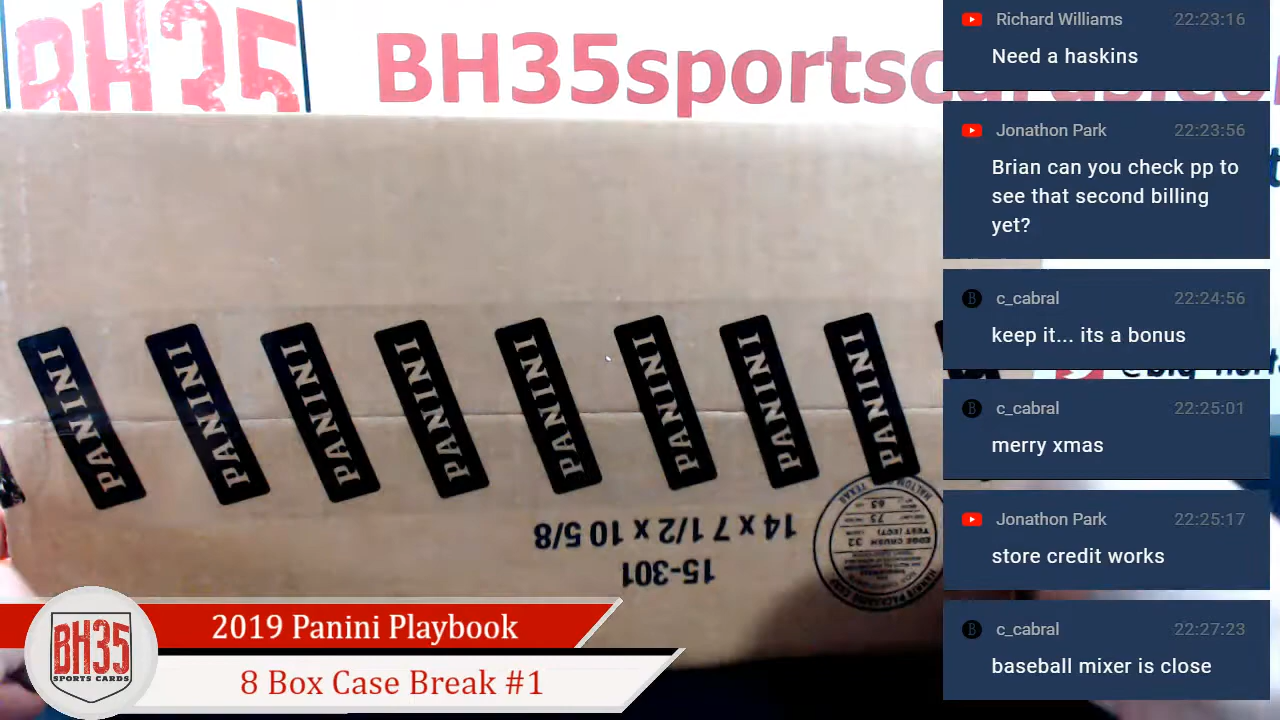 BH35
BH35sportscards.co
Richard Williams 22:23:16
Need a haskins
Jonathon Park 22:23:56
Brian can you check pp to
see that second billing
yet?
c_cabral 22:24:56
keep it... its a bonus
c_cabral 22:25:01
merry xmas
Jonathon Park 22:25:17
store credit works
c_cabral 22:27:23
baseball mixer is close
PANINI PANINI PANINI PANINI PANINI PANINI PANINI PANINI
14 x 7 1/2 x 10 5/8
15-301
2019 Panini Playbook
8 Box Case Break #1
BH35
SPORTS CARDS